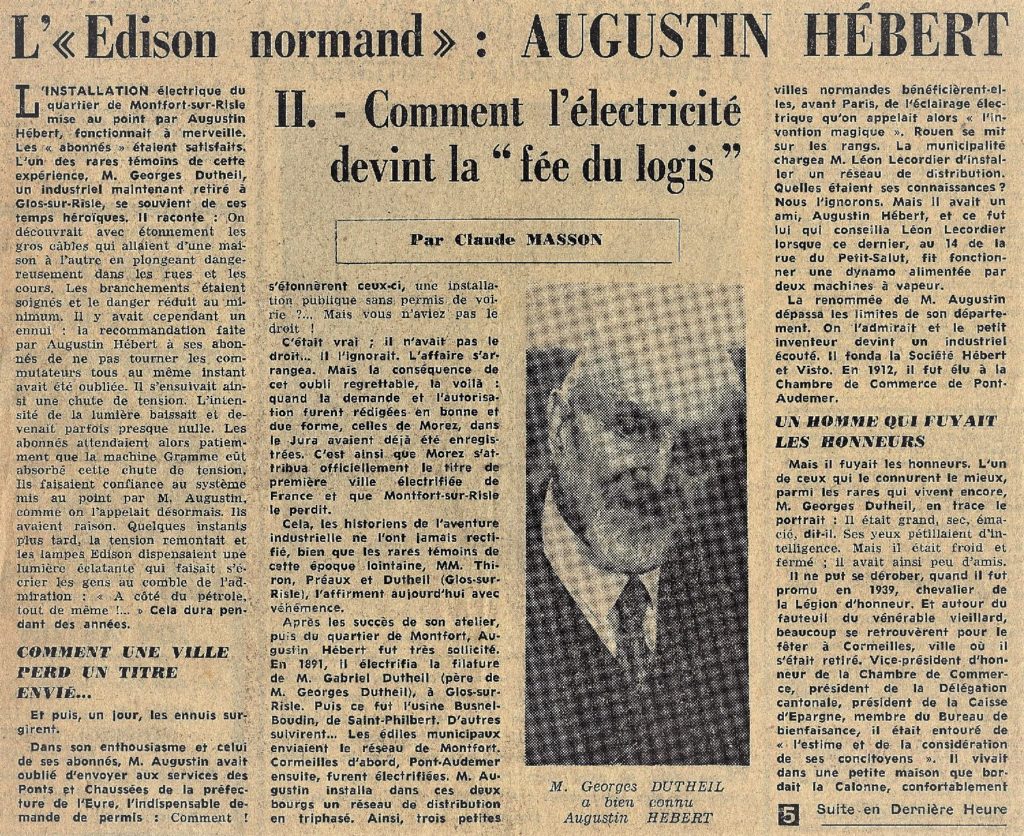 L'« Edison normand » : AUGUSTIN HÉBERT
II. - Comment l'électricité
devint la “ fée du logis ”
Par Claude MASSON
L'INSTALLATION électrique du
quartier de Montfort-sur-Risle
mise au point par Augustin
Hébert, fonctionnait à merveille.
Les « abonnés » étaient satisfaits.
L'un des rares témoins de cette
expérience, M. Georges Dutheil,
un industriel maintenant retiré à
Glos-sur-Risle, se souvient de ces
temps héroïques. Il raconte : On
découvrait avec étonnement les
gros câbles qui allaient d'une mai-
son à l'autre en plongeant dange-
reusement dans les rues et les
cours. Les branchements étaient
soignés et le danger réduit au mi-
nimum. Il y avait cependant un
ennui : la recommandation faite
par Augustin Hébert à ses abon-
nés de ne pas tourner les com-
mutateurs tous au même instant
avait été oubliée. Il s'ensuivait ain-
si une chute de tension. L'inten-
sité de la lumière baissait et de-
venait parfois presque nulle. Les
abonnés attendaient alors patiem-
ment que la machine Gramme eût
absorbé cette chute de tension.
Ils faisaient confiance au système
mis au point par M. Augustin,
comme on l'appelait désormais. Ils
avaient raison. Quelques instants
plus tard, la tension remontait et
les lampes Edison dispensaient une
lumière éclatante qui faisait s'é-
crier les gens au comble de l'ad-
miration : « A côté du pétrole,
tout de même !... » Cela dura pen-
dant des années.
COMMENT UNE VILLE
PERD UN TITRE
ENVIÉ...
Et puis, un jour, les ennuis sur-
girent.
Dans son enthousiasme et celui
de ses abonnés, M. Augustin avait
oublié d'envoyer aux services des
Ponts et Chaussées de la préfec-
ture de l'Eure, l'indispensable de-
mande de permis : Comment !
s'étonnèrent ceux-ci, une installa-
tion publique sans permis de voi-
rie ?... Mais vous n'aviez pas le
droit !
C'était vrai ; il n'avait pas le
droit... il l'ignorait. L'affaire s'ar-
rangea. Mais la conséquence de
cet oubli regrettable, la voilà :
quand la demande et l'autorisa-
tion furent rédigées en bonne et
due forme, celles de Morez, dans
le Jura avaient déjà été enregis-
trées. C'est ainsi que Morez s'at-
tribua officiellement le titre de
première ville électrifiée de
France et que Montfort-sur-Risle
le perdit.
Cela, les historiens de l'aventure
industrielle ne l'ont jamais recti-
fié, bien que les rares témoins de
cette époque lointaine, MM. Thi-
ron, Préaux et Dutheil (Glos-sur-
Risle), l'affirment aujourd'hui avec
véhémence.
Après les succès de son atelier,
puis du quartier de Montfort, Au-
gustin Hébert fut très sollicité.
En 1891, il électrifia la filature
de M. Gabriel Dutheil (père de
M. Georges Dutheil), à Glos-sur-
Risle. Puis ce fut l'usine Busnel-
Boudin, de Saint-Philbert. D'autres
suivirent... Les édiles municipaux
enviaient le réseau de Montfort.
Cormeilles d'abord, Pont-Audemer
ensuite, furent électrifiées. M. Au-
gustin installa dans ces deux
bourgs un réseau de distribution
en triphasé. Ainsi, trois petites
M. Georges DUTHEIL
a bien connu
Augustin HEBERT
villes normandes bénéficièrent-el-
les, avant Paris, de l'éclairage élec-
trique qu'on appelait alors « l'in-
vention magique ». Rouen se mit
sur les rangs. La municipalité
chargea M. Léon Lecordier d'instal-
ler un réseau de distribution.
Quelles étaient ses connaissances ?
Nous l'ignorons. Mais il avait un
ami, Augustin Hébert, et ce fut
lui qui conseilla Léon Lecordier
lorsque ce dernier, au 14 de la
rue du Petit-Salut, fit fonction-
ner une dynamo alimentée par
deux machines à vapeur.
La renommée de M. Augustin
dépassa les limites de son départe-
ment. On l'admirait et le petit
inventeur devint un industriel
écouté. Il fonda la Société Hébert
et Visto. En 1912, il fut élu à la
Chambre de Commerce de Pont-
Audemer.
UN HOMME QUI FUYAIT
LES HONNEURS
Mais il fuyait les honneurs. L'un
de ceux qui le connurent le mieux,
parmi les rares qui vivent encore,
M. Georges Dutheil, en trace le
portrait : Il était grand, sec, éma-
cié, dit-il. Ses yeux pétillaient d'in-
telligence. Mais il était froid et
fermé ; il avait ainsi peu d'amis.
Il ne put se dérober, quand il fut
promu en 1939, chevalier de
la Légion d'honneur. Et autour du
fauteuil du vénérable vieillard,
beaucoup se retrouvèrent pour le
fêter à Cormeilles, ville où il
s'était retiré. Vice-président d'hon-
neur de la Chambre de Commer-
ce, président de la Délégation
cantonale, président de la Caisse
d'Epargne, membre du Bureau de
bienfaisance, il était entouré de
« l'estime et de la considération
de ses concitoyens ». Il vivait
dans une petite maison que bor-
dait la Calonne, confortablement
5 Suite en Dernière Heure